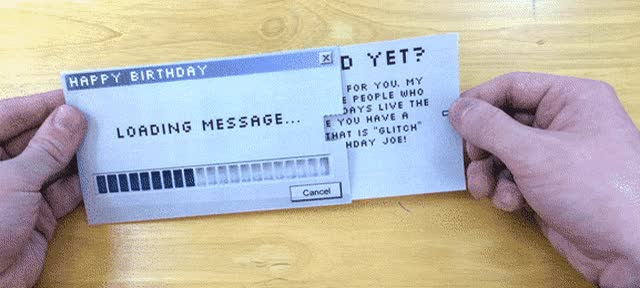 HAPPY BIRTHDAY
LOADING MESSAGE...
Cancel
D YET?
FOR YOU. MY
E PEOPLE WHO
DAYS LIVE THE
E YOU HAVE A
THAT IS "GLITCH"
HDAY JOE!